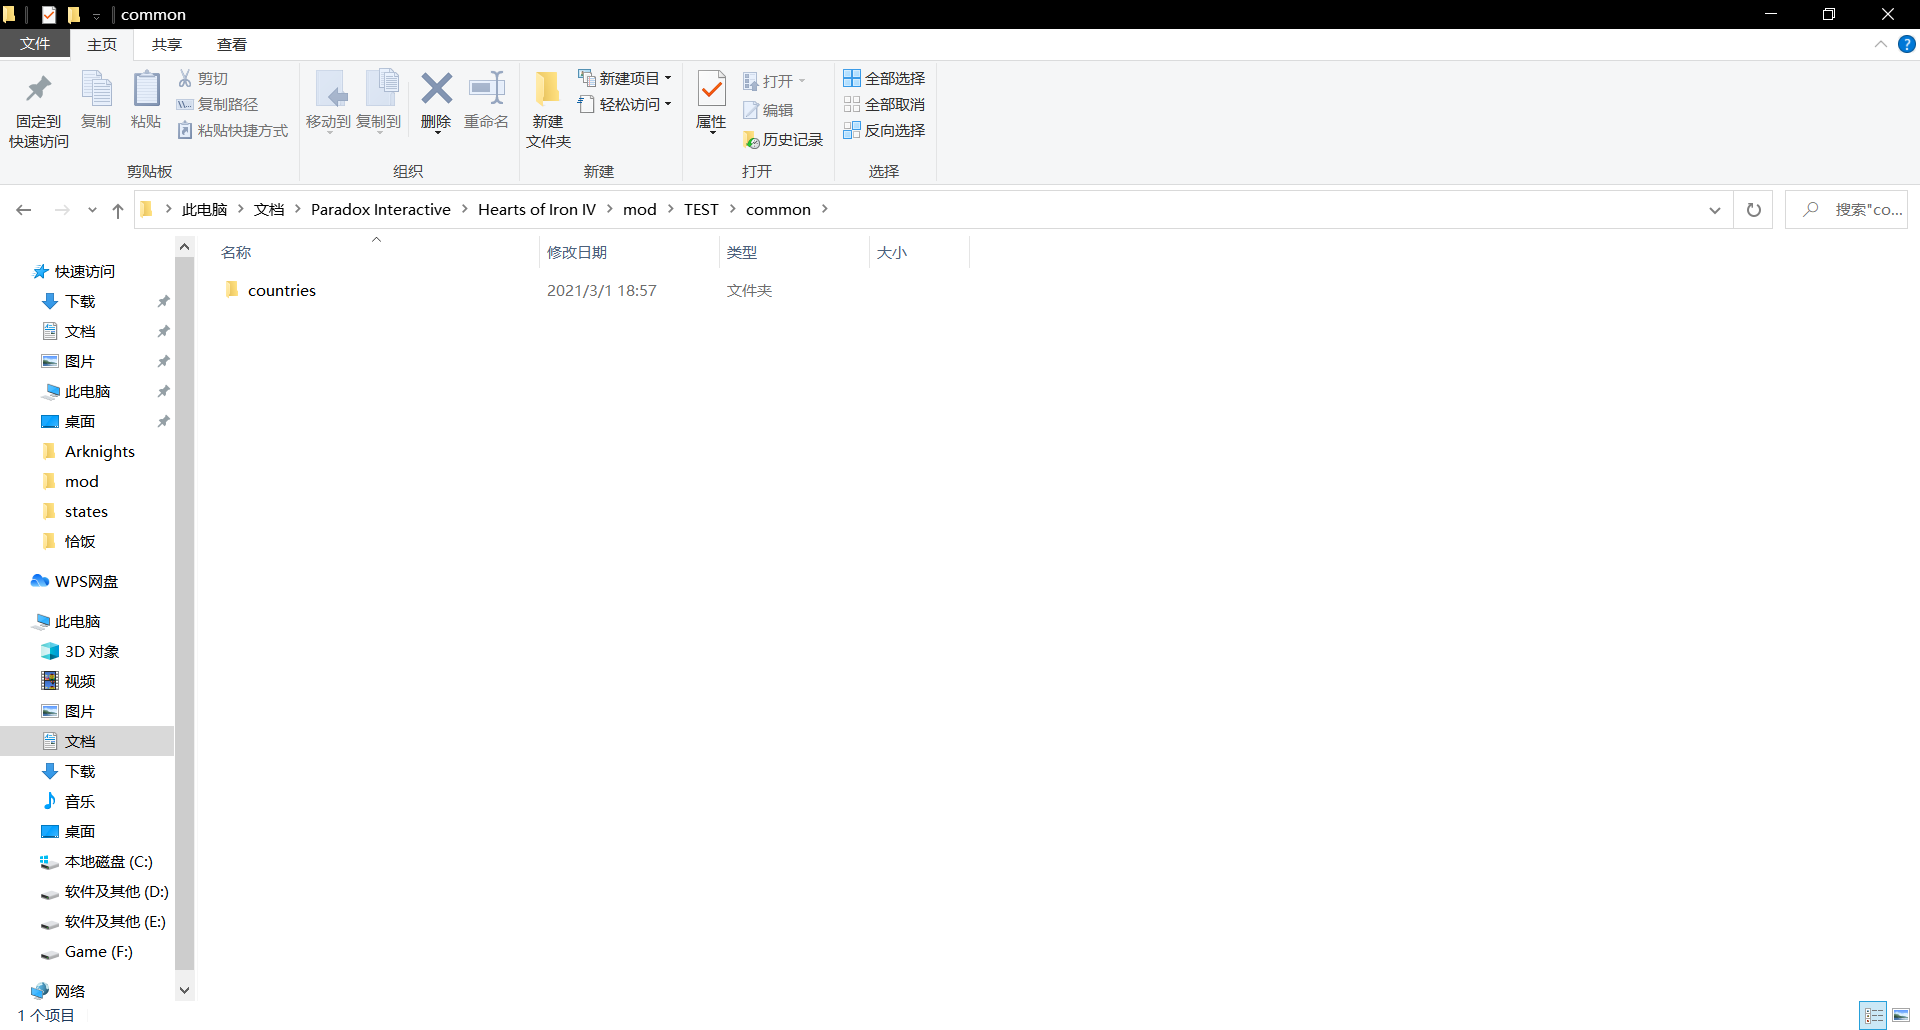 common
文件 主页 共享 查看
固定到
快速访问
复制
粘贴
剪切
复制路径
粘贴快捷方式
剪贴板
移动到
复制到
删除
重命名
组织
新建
文件夹
新建项目
轻松访问
新建
属性
打开
编辑
历史记录
打开
全部选择
全部取消
反向选择
选择
此电脑 文档 Paradox Interactive Hearts of Iron IV mod TEST common
搜索"co...
名称 修改日期 类型 大小
countries 2021/3/1 18:57 文件夹
快速访问
下载
文档
图片
此电脑
桌面
Arknights
mod
states
恰饭
WPS网盘
此电脑
3D 对象
视频
图片
文档
下载
音乐
桌面
本地磁盘 (C:)
软件及其他 (D:)
软件及其他 (E:)
Game (F:)
网络
1 个项目